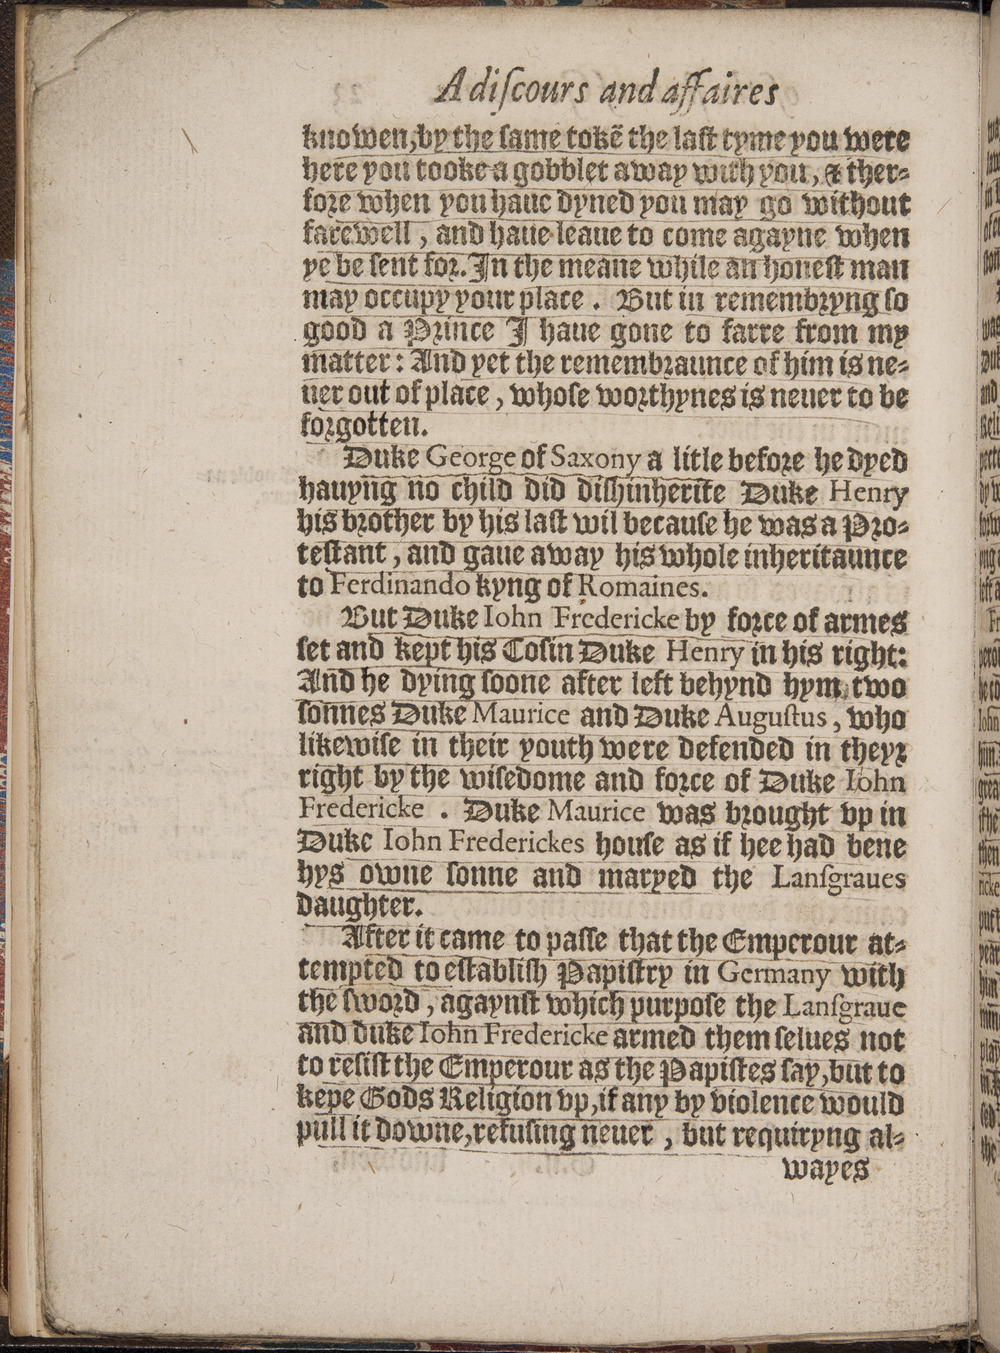 A discours and affaires
knowen, by the same tokē the last tyme you were
here you tooke a gobblet away with you, & ther-
fore when you haue dyned you may go without
farewell, and haue leaue to come agayne when
ye be sent for. In the meane while an honest man
may occupy your place. But in remembryng so
good a Prince I haue gone to farre from my
matter: And yet the remembraunce of him is ne-
uer out of place, whose worthynes is neuer to be
forgotten.
Duke George of Saxony a litle before he dyed
hauyng no child did dishinherite Duke Henry
his brother by his last wil because he was a Pro-
testant, and gaue away his whole inheritaunce
to Ferdinando kyng of Romaines.
But Duke Iohn Fredericke by force of armes
set and kept his Cosin Duke Henry in his right:
And he dying soone after left behynd hym two
sonnes Duke Maurice and Duke Augustus, who
likewise in their youth were defended in theyr
right by the wisedome and force of Duke Iohn
Fredericke. Duke Maurice was brought vp in
Duke Iohn Frederickes house as if hee had bene
hys owne sonne and maryed the Lansgraues
daughter.
After it came to passe that the Emperour at-
tempted to establish Papistry in Germany with
the sword, agaynst which purpose the Lansgraue
and duke Iohn Fredericke armed them selues not
to resist the Emperour as the Papistes say, but to
kepe Gods Religion vp, if any by violence would
pull it downe, refusing neuer, but requiryng al-
wayes